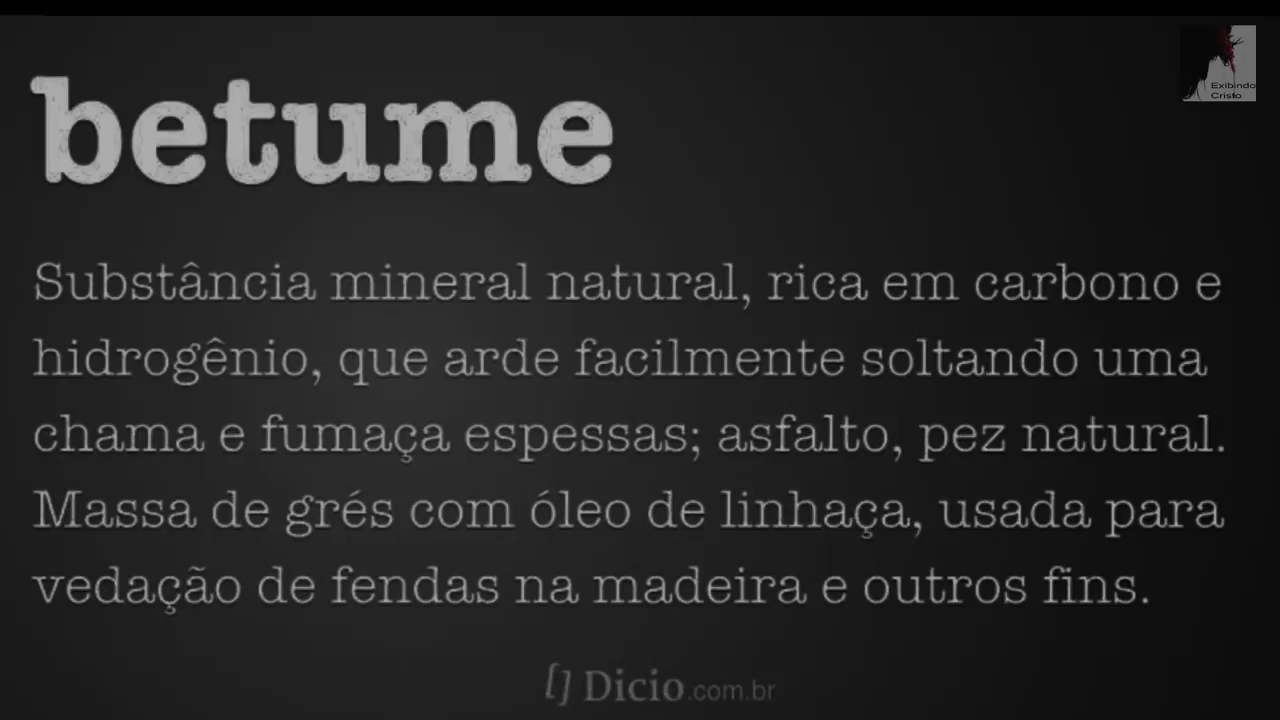 Exibindo
Cristo
betume
Substância mineral natural, rica em carbono e
hidrogênio, que arde facilmente soltando uma
chama e fumaça espessas; asfalto, pez natural.
Massa de grés com óleo de linhaça, usada para
vedação de fendas na madeira e outros fins.
[] Dicio.com.br